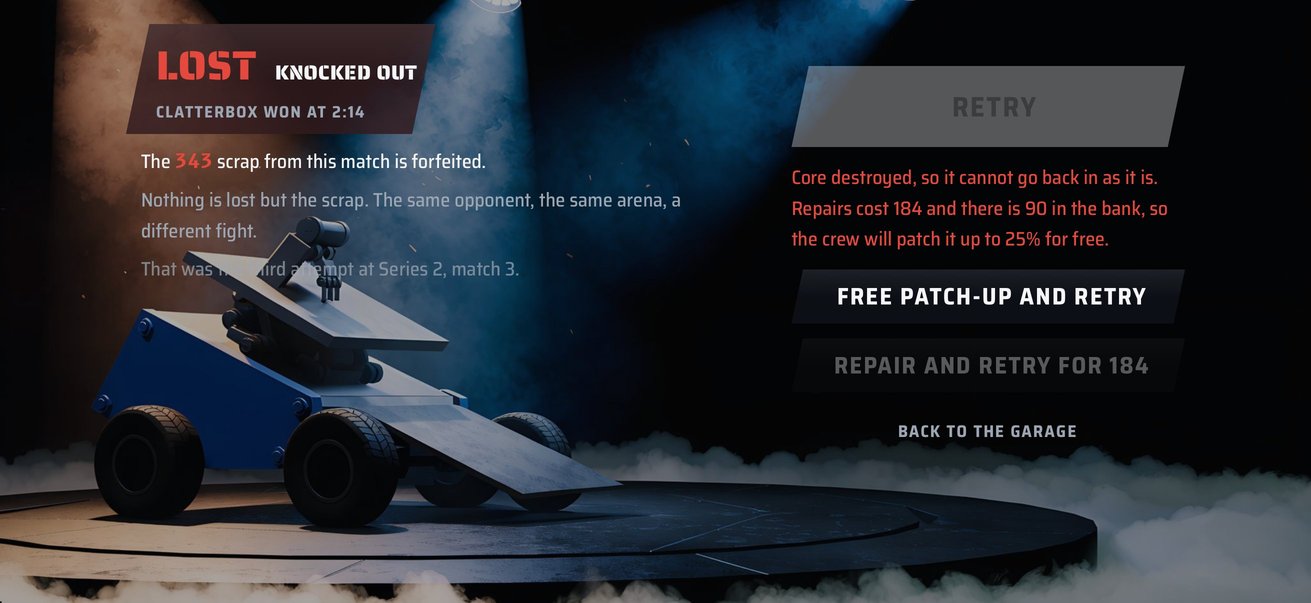 LOST KNOCKED OUT
CLATTERBOX WON AT 2:14
The 343 scrap from this match is forfeited.
Nothing is lost but the scrap. The same opponent, the same arena, a
different fight.
That was attempt at Series 2, match 3.
RETRY
Core destroyed, so it cannot go back in as it is.
Repairs cost 184 and there is 90 in the bank, so
the crew will patch it up to 25% for free.
FREE PATCH-UP AND RETRY
REPAIR AND RETRY FOR 184
BACK TO THE GARAGE